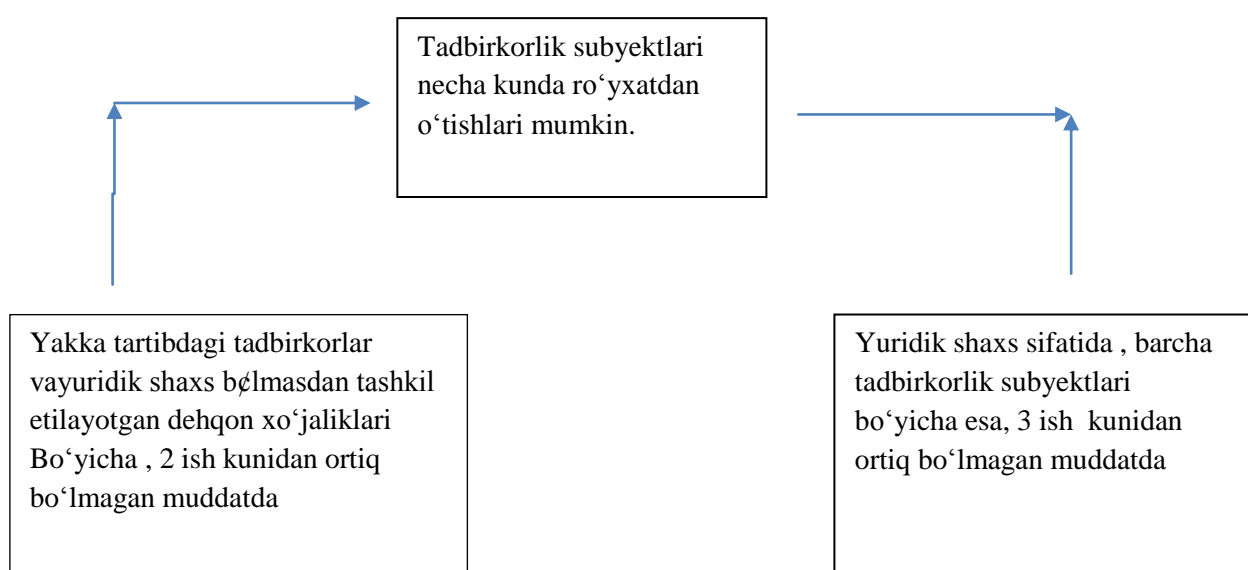 Tadbirkorlik subyektlari
necha kunda ro‘yxatdan
o‘tishlari mumkin.
Yakka tartibdagi tadbirkorlar
vayuridik shaxs b¢lmasdan tashkil
etilayotgan dehqon xo‘jaliklari
Bo‘yicha , 2 ish kunidan ortiq
bo‘lmagan muddatda
Yuridik shaxs sifatida , barcha
tadbirkorlik subyektlari
bo‘yicha esa, 3 ish kunidan
ortiq bo‘lmagan muddatda